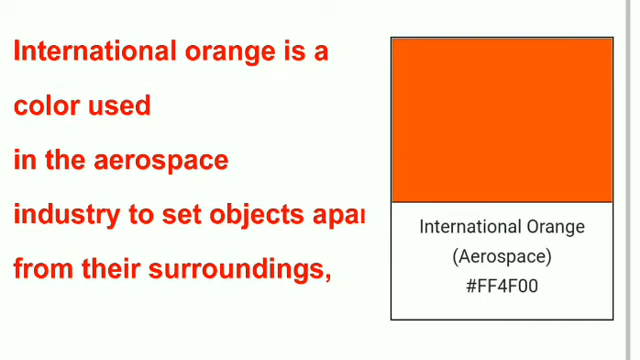 International orange is a
color used
in the aerospace
industry to set objects apar
from their surroundings,
International Orange
(Aerospace)
#FF4F00